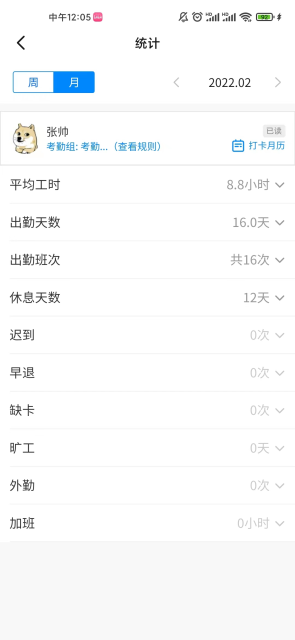 中午12:05
统计
周
月
2022.02
张帅
已读
考勤组: 考勤...（查看规则）
打卡月历
平均工时
8.8小时
出勤天数
16.0天
出勤班次
共16次
休息天数
12天
迟到
0次
早退
0次
缺卡
0次
旷工
0天
外勤
0次
加班
0小时